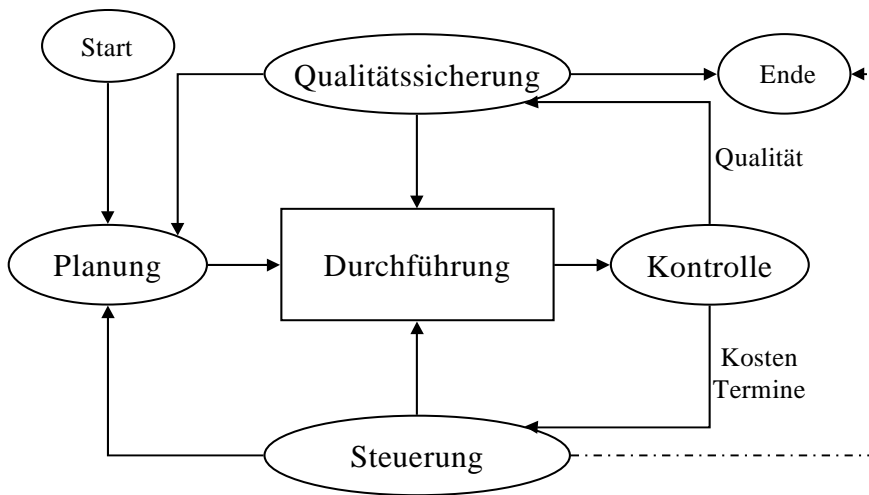 Start
Qualitätssicherung
Ende
Qualität
Planung
Durchführung
Kontrolle
Kosten
Termine
Steuerung